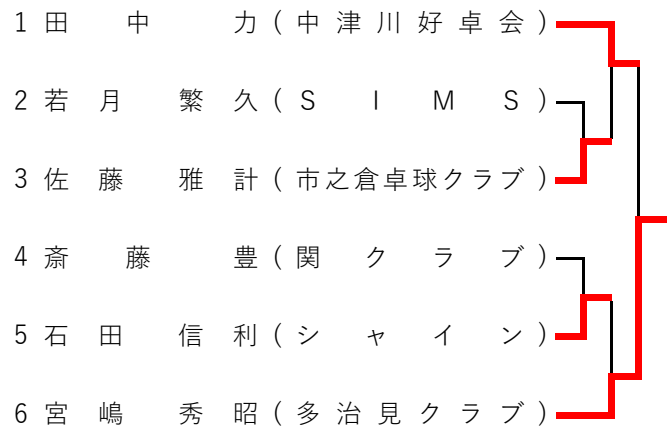 1 田中力(中津川好卓会)
2 若月繁久(SIMS)
3 佐藤雅計(市之倉卓球クラブ)
4 斎藤豊(関クラブ)
5 石田信利(シャイン)
6 宮嶋秀昭(多治見クラブ)